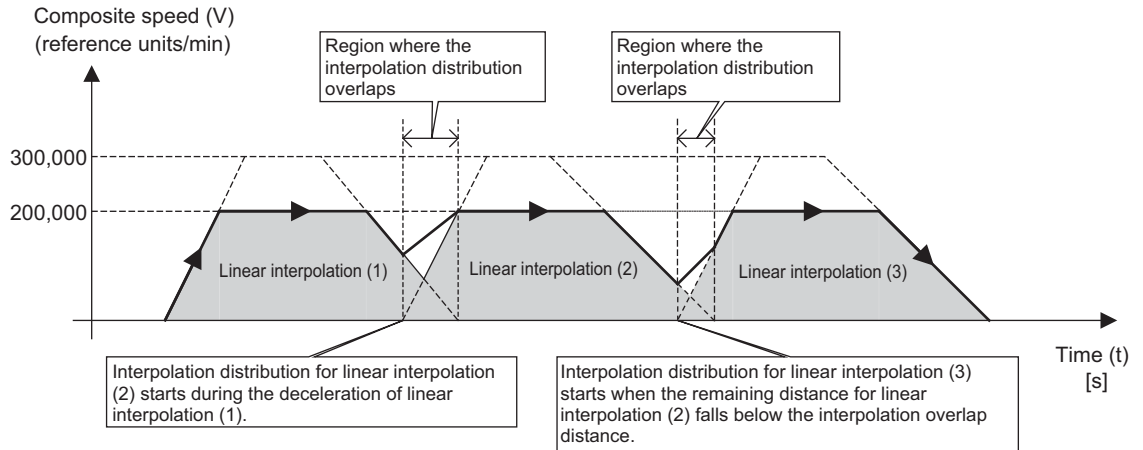 Composite speed (V)
(reference units/min)
Region where the
interpolation distribution
overlaps
Region where the
interpolation distribution
overlaps
300,000
200,000
Linear interpolation (1)
Linear interpolation (2)
Linear interpolation (3)
Time (t)
[s]
Interpolation distribution for linear interpolation
(2) starts during the deceleration of linear
interpolation (1).
Interpolation distribution for linear interpolation (3)
starts when the remaining distance for linear
interpolation (2) falls below the interpolation overlap
distance.